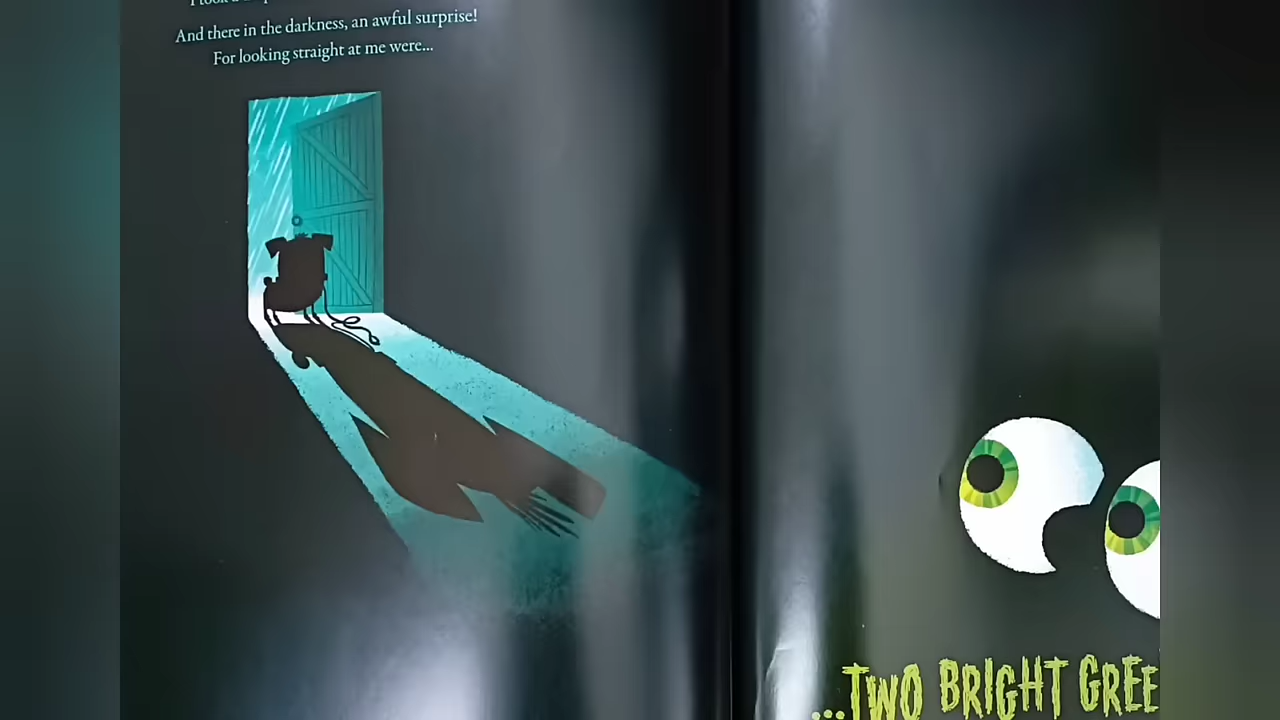 And there in the darkness, an awful surprise!
For looking straight at me were...
...TWO BRIGHT GREE